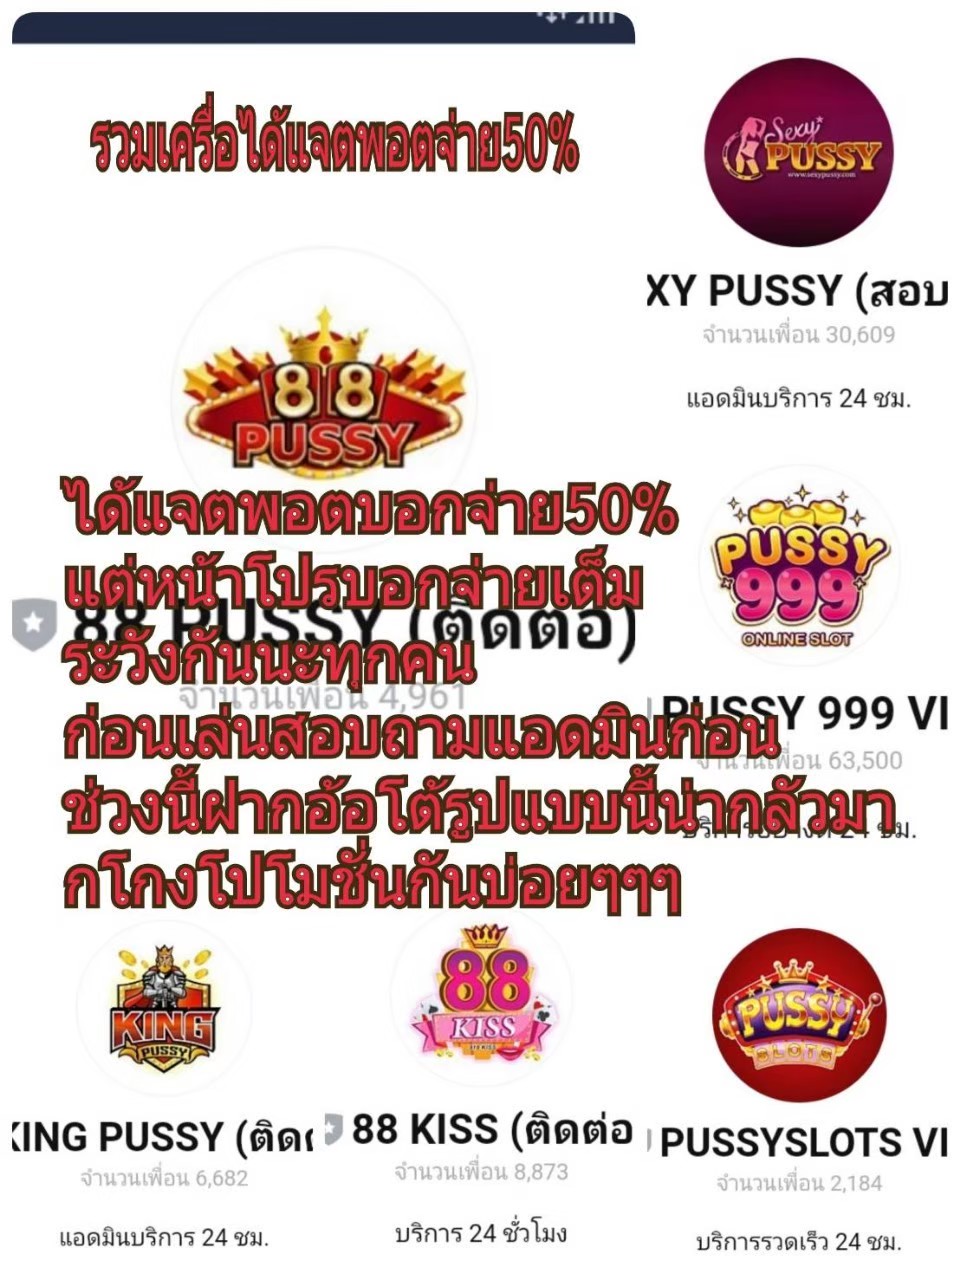 รวมเครื่อได้แจตพอตจ่าย50%
Sexy
PUSSY
www.sexypussy.com
XY PUSSY (สอบ
จำนวนเพื่อน 30,609
แอดมินบริการ 24 ชม.
88
PUSSY
ได้แจตพอตบอกจ่าย50%
แต่หน้าโปรบอกจ่ายเต็ม
88 PUSSY (ติดต่อ)
ระวังกันนะทุกคน
จำนวนเพื่อน 4,961
ก่อนเล่นสอบถามแอดมินก่อน
ช่วงนี้ฝากอ้อโต้รูปแบบนี้น่ากลัวมา
กโกงโปโมชั่นกันบ่อยๆๆๆ
PUSSY
999
ONLINE SLOT
PUSSY 999 VI
จำนวนเพื่อน 63,500
24 ชม.
KING
PUSSY
KING PUSSY (ติด
จำนวนเพื่อน 6,682
แอดมินบริการ 24 ชม.
88
KISS
88 KISS (ติดต่อ
จำนวนเพื่อน 8,873
บริการ 24 ชั่วโมง
PUSSY
SLOTS
PUSSYSLOTS VI
จำนวนเพื่อน 2,184
บริการรวดเร็ว 24 ชม.